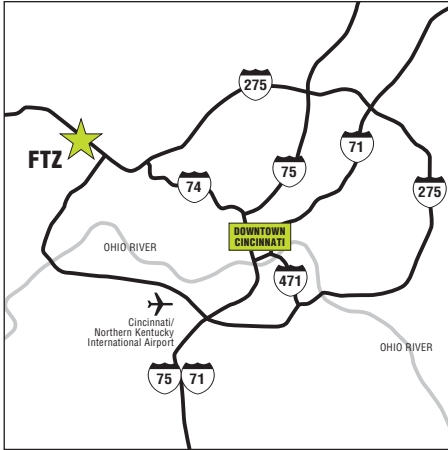 275
FTZ
71
75
74
275
DOWNTOWN
CINCINNATI
OHIO RIVER
471
Cincinnati/
Northern Kentucky
International Airport
OHIO RIVER
75 71